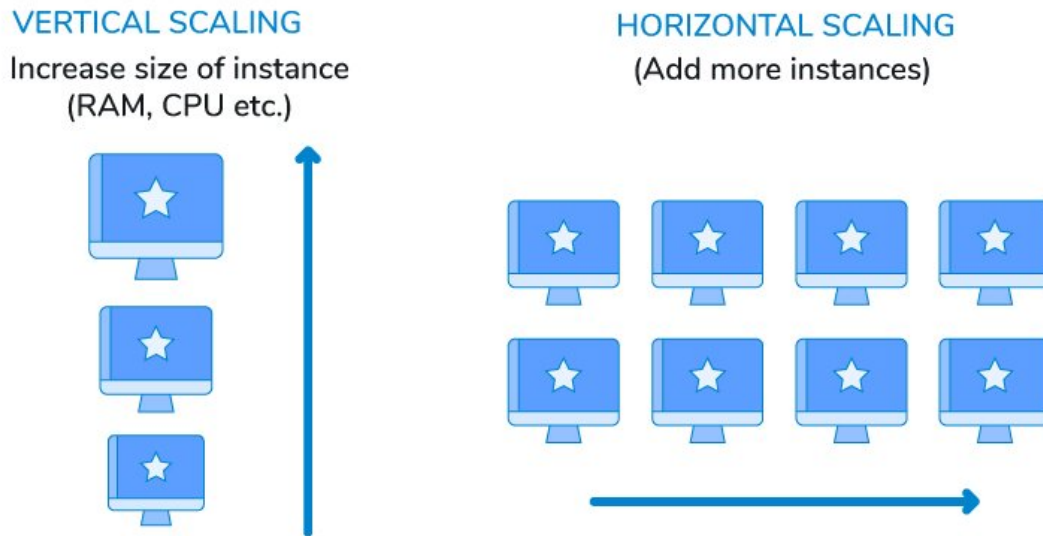 VERTICAL SCALING
Increase size of instance
(RAM, CPU etc.)
HORIZONTAL SCALING
(Add more instances)